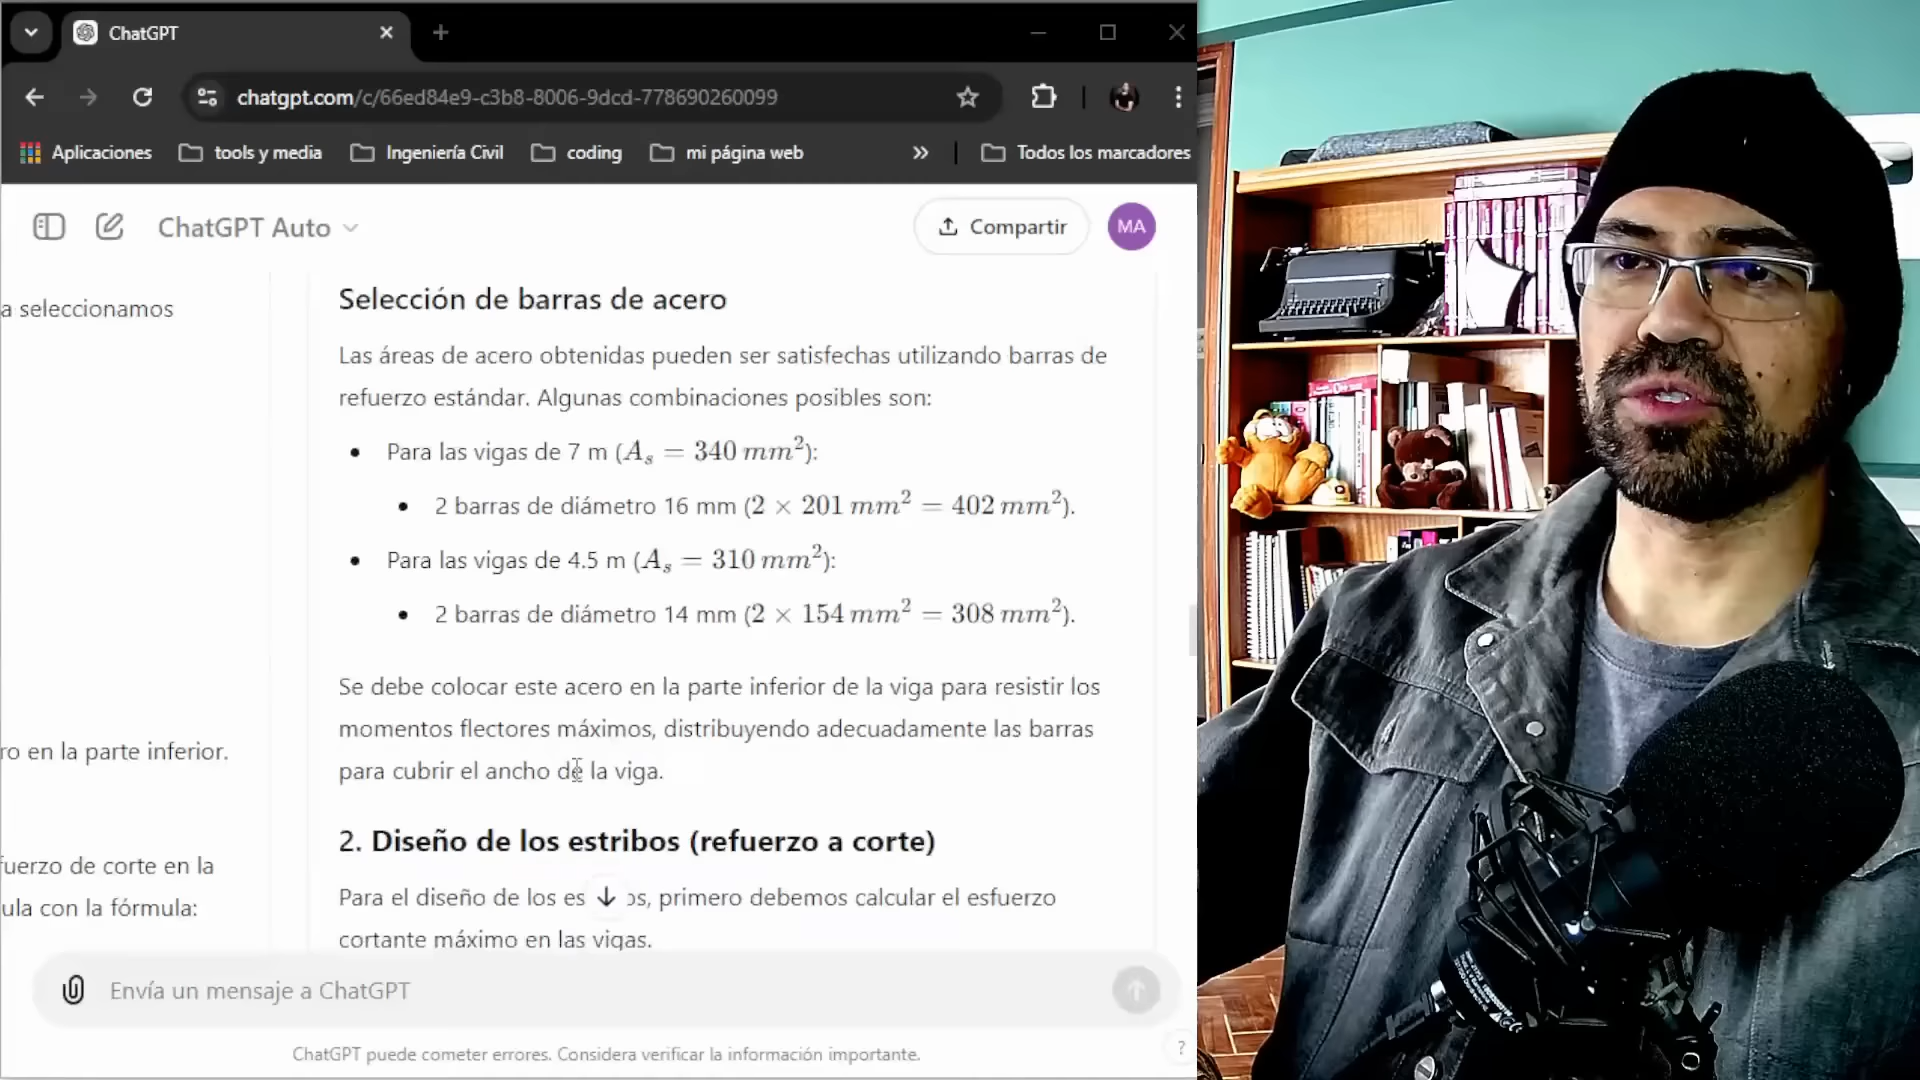 ChatGPT
chatgpt.com/c/66ed84e9-c3b8-8006-9dcd-778690260099
Aplicaciones tools y media Ingeniería Civil coding mi página web » Todos los marcadores
ChatGPT Auto Compartir MA
a seleccionamos
ro en la parte inferior.
fuerzo de corte en la
ula con la fórmula:
Selección de barras de acero
Las áreas de acero obtenidas pueden ser satisfechas utilizando barras de
refuerzo estándar. Algunas combinaciones posibles son:
• Para las vigas de 7 m (Aₛ = 340 mm²):
• 2 barras de diámetro 16 mm (2 × 201 mm² = 402 mm²).
• Para las vigas de 4.5 m (Aₛ = 310 mm²):
• 2 barras de diámetro 14 mm (2 × 154 mm² = 308 mm²).
Se debe colocar este acero en la parte inferior de la viga para resistir los
momentos flectores máximos, distribuyendo adecuadamente las barras
para cubrir el ancho de la viga.
2. Diseño de los estribos (refuerzo a corte)
Para el diseño de los es os, primero debemos calcular el esfuerzo
cortante máximo en las vigas.
Envía un mensaje a ChatGPT
ChatGPT puede cometer errores. Considera verificar la información importante.
?